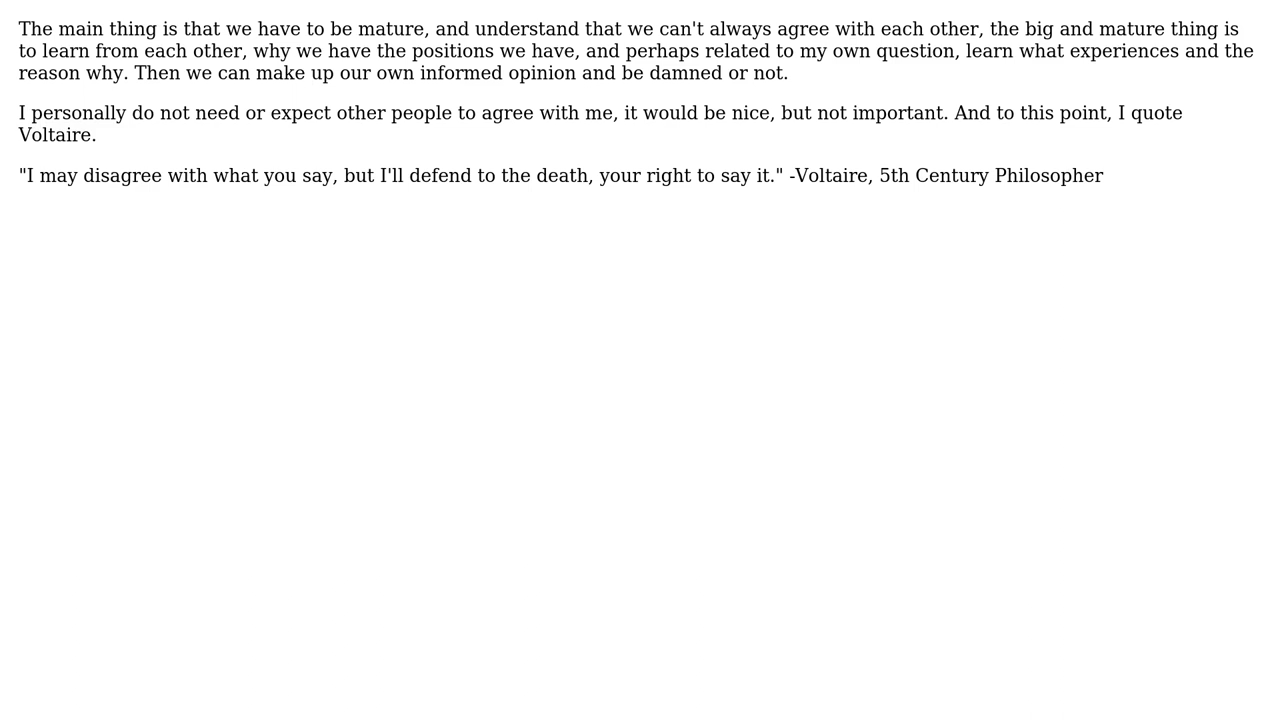 The main thing is that we have to be mature, and understand that we can't always agree with each other, the big and mature thing is
to learn from each other, why we have the positions we have, and perhaps related to my own question, learn what experiences and the
reason why. Then we can make up our own informed opinion and be damned or not.
I personally do not need or expect other people to agree with me, it would be nice, but not important. And to this point, I quote
Voltaire.
"I may disagree with what you say, but I'll defend to the death, your right to say it." -Voltaire, 5th Century Philosopher